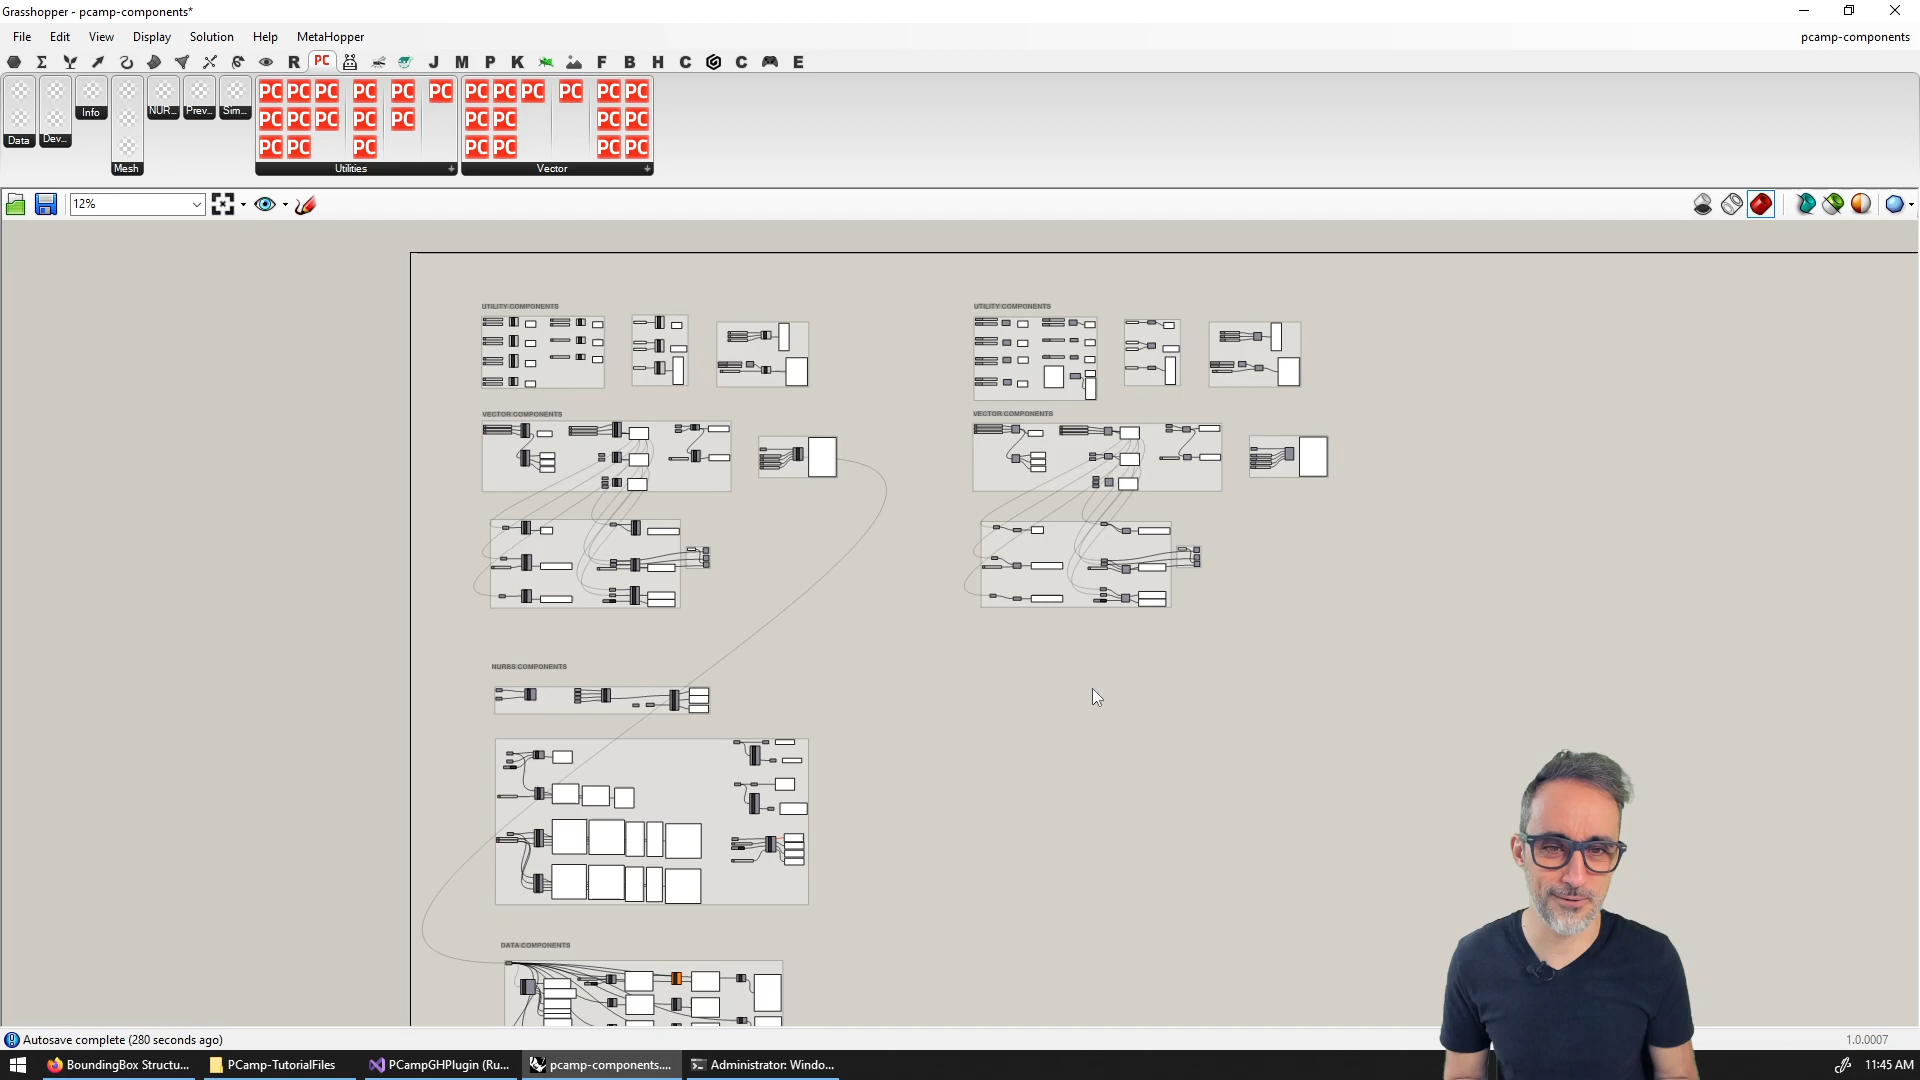 Grasshopper - pcamp-components*
File Edit View Display Solution Help MetaHopper pcamp-components
R PC J M P K F B H C C E
PC PC PC PC PC PC PC PC PC PC PC PC
PC PC PC PC PC PC PC PC PC
PC PC PC PC PC PC PC
Data Dev... Info Mesh NUR... Prev... Sim... Utilities Vector
12%
UTILITY COMPONENTS UTILITY COMPONENTS
VECTOR COMPONENTS VECTOR COMPONENTS
NURBS COMPONENTS
DATA COMPONENTS
Autosave complete (280 seconds ago) 1.0.0007
BoundingBox Structu... PCamp-TutorialFiles PCampGHPlugin (Ru... pcamp-components.... Administrator: Windo... 11:45 AM